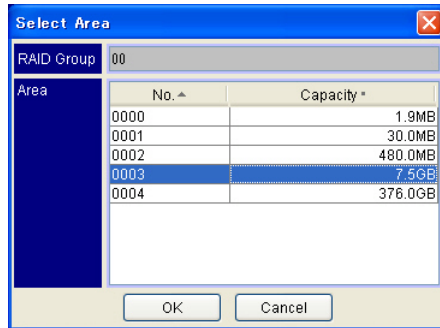 Select Area
RAID Group 00
Area
No. Capacity
0000 1.9MB
0001 30.0MB
0002 480.0MB
0003 7.5GB
0004 376.0GB
OK Cancel